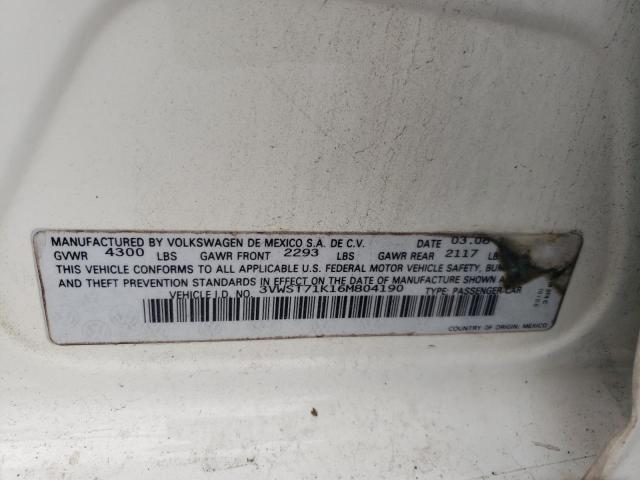 MANUFACTURED BY VOLKSWAGEN DE MEXICO S.A. DE C.V. DATE 03.06
GVWR 4300 LBS GAWR FRONT 2293 LBS GAWR REAR 2117
THIS VEHICLE CONFORMS TO ALL APPLICABLE U.S. FEDERAL MOTOR VEHICLE SAFETY,
AND THEFT PREVENTION STANDARDS IN EFFECT ON THE DATE OF MANUFACTURE SHOWN
VEHICLE I.D. NO. 3VWST71K16M804190 TYPE: PASSENGER CAR
COUNTRY OF ORIGIN: MEXICO